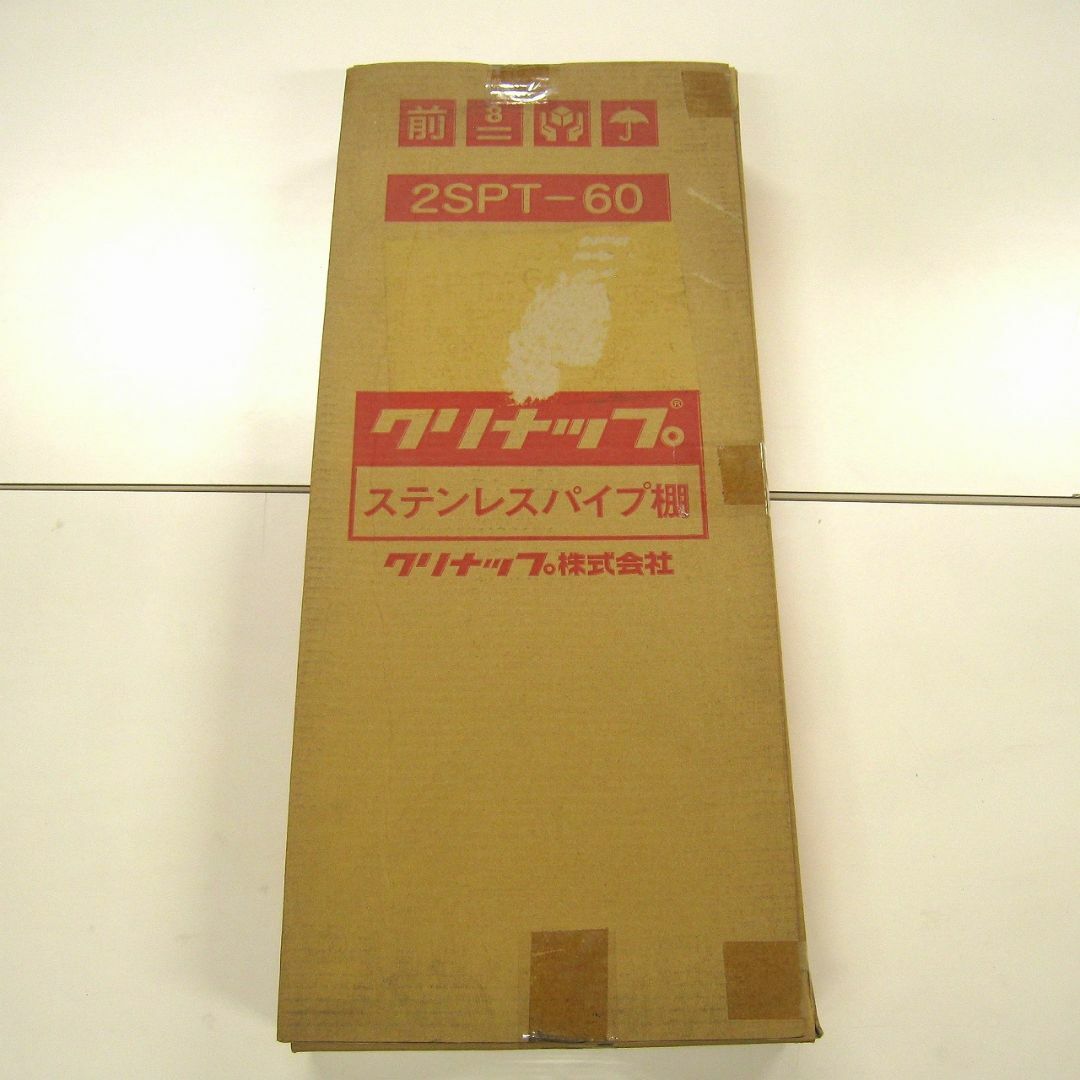 前 8
2SPT-60
クリナップ®
ステンレスパイプ棚
クリナップ株式会社